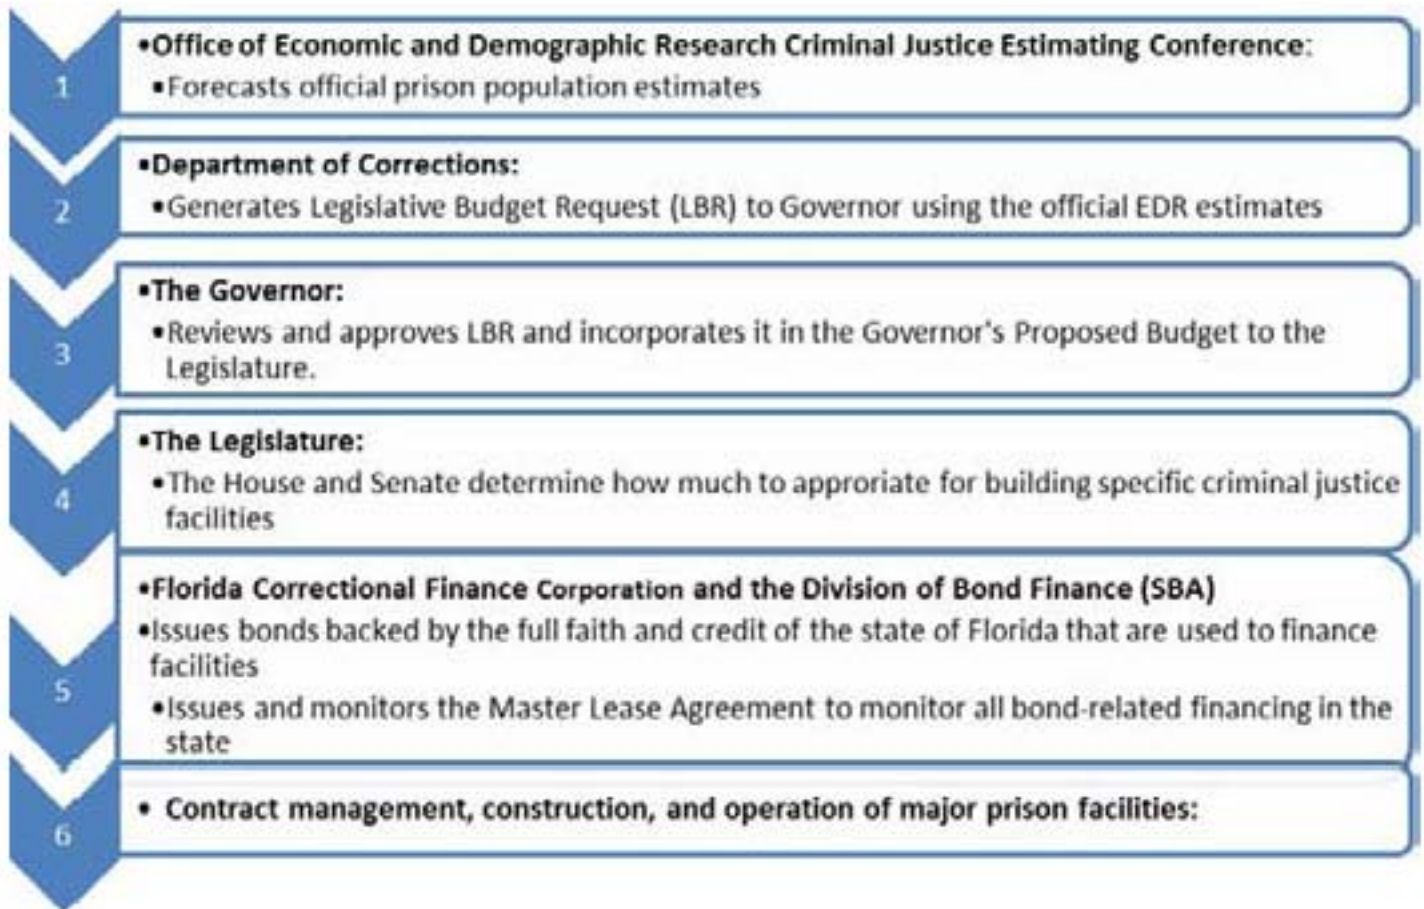 1
•Office of Economic and Demographic Research Criminal Justice Estimating Conference:
•Forecasts official prison population estimates
2
•Department of Corrections:
•Generates Legislative Budget Request (LBR) to Governor using the official EDR estimates
3
•The Governor:
•Reviews and approves LBR and incorporates it in the Governor's Proposed Budget to the
Legislature.
4
•The Legislature:
•The House and Senate determine how much to approriate for building specific criminal justice
facilities
5
•Florida Correctional Finance Corporation and the Division of Bond Finance (SBA)
•Issues bonds backed by the full faith and credit of the state of Florida that are used to finance
facilities
•Issues and monitors the Master Lease Agreement to monitor all bond-related financing in the
state
6
• Contract management, construction, and operation of major prison facilities: